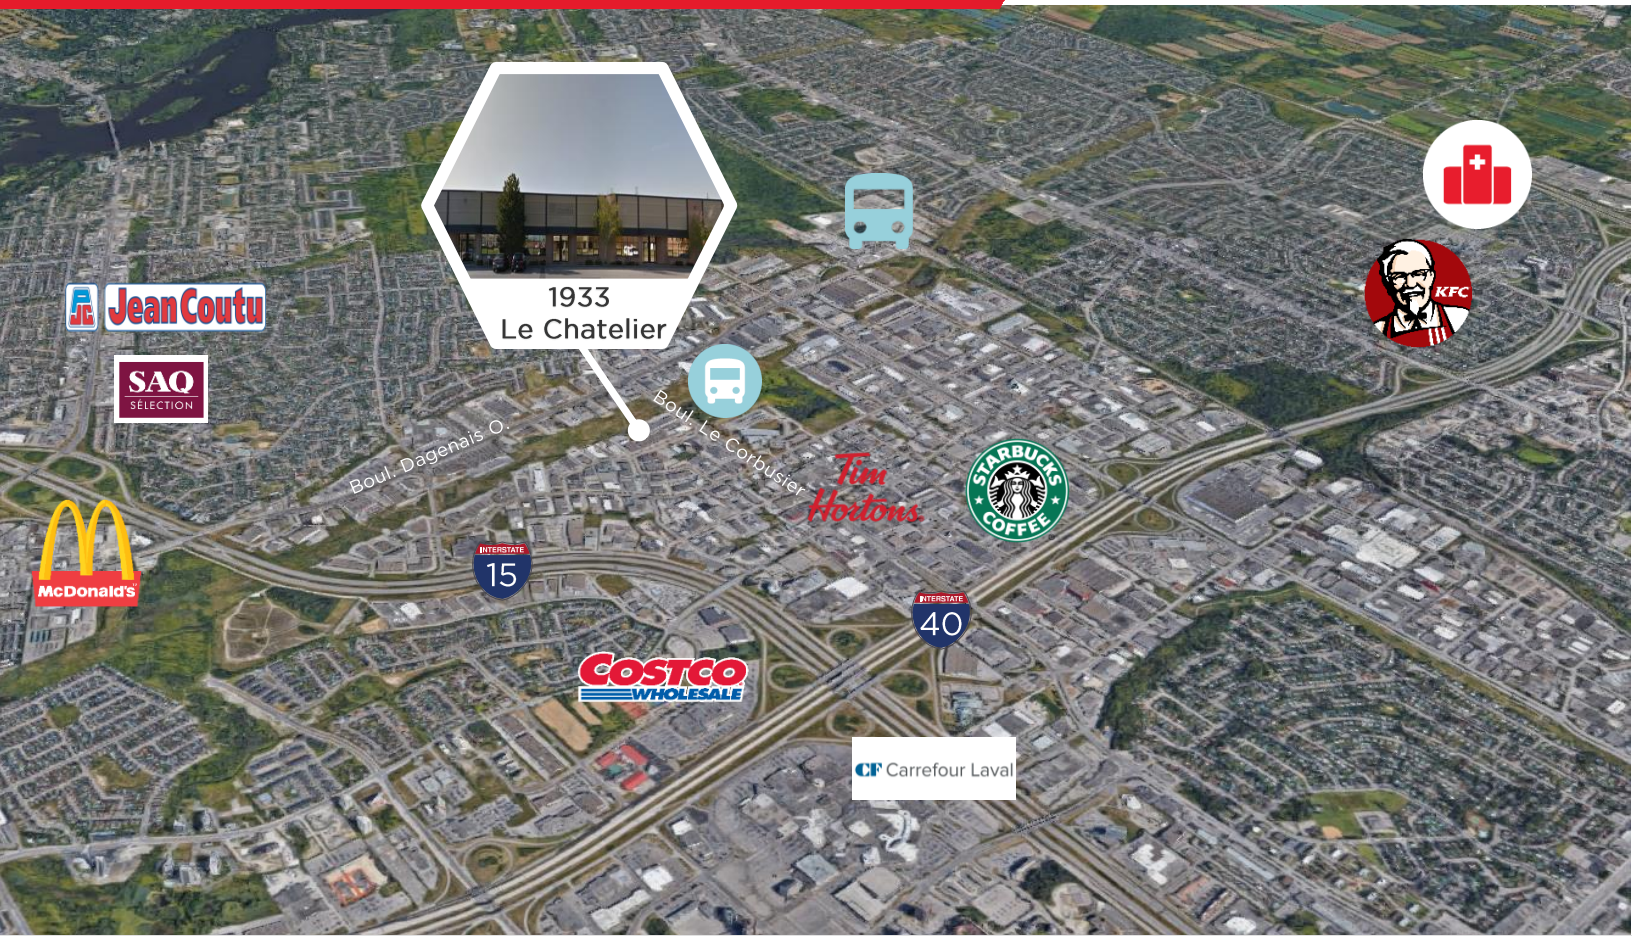 1933
Le Chatelier
KFC
PJC
Jean Coutu
SAQ
SÉLECTION
Boul. Dagenais O.
Boul. Le Corbusier
Tim
Hortons.
STARBUCKS
COFFEE
McDonald's
INTERSTATE
15
INTERSTATE
40
COSTCO
WHOLESALE
CF Carrefour Laval